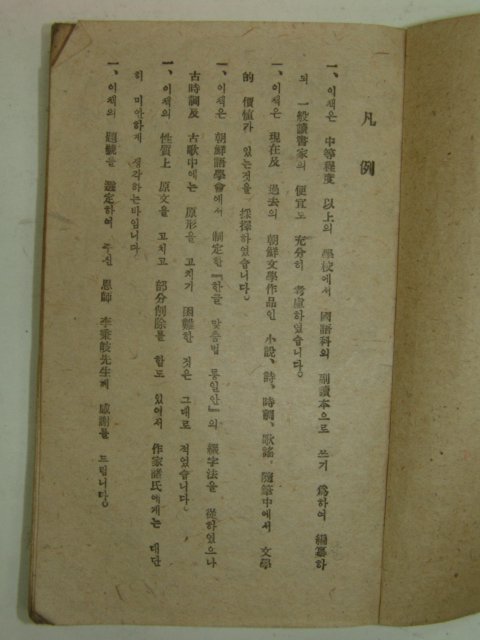 凡例
一、이책은 中等程度 以上의 學校에서 國語科의 副讀本으로 쓰기 爲하여 編纂하
되 一般讀書家의 便宜도 充分히 考慮하였습니다。
一、이책은 現在及 過去의 朝鮮文學作品인 小說、詩、時調、歌謠、隨筆中에서 文學
的 價値가 있는것을 採擇하였습니다。
一、이책은 朝鮮語學會에서 制定한『한글 맞춤법 통일안』의 綴字法을 從하였으나
古時調及 古歌中에는 原形을 고치기 困難한 것은 그대로 적었습니다。
一、이책의 性質上 原文을 고치고 部分削除를 합도 있어서 作家諸氏에게는 대단
히 미안하게 생각하는바입니다
一、이책의 題號를 選定하여 주신 恩師 李秉岐先生께 感謝를 드립니다。